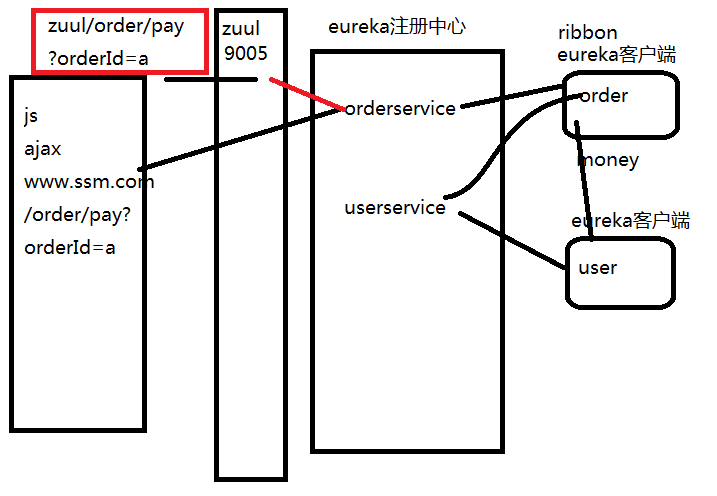 zuul/order/pay
?orderId=a
js
ajax
www.ssm.com
/order/pay?
orderId=a
zuul
9005
eureka注册中心
orderservice
userservice
ribbon
eureka客户端
order
money
eureka客户端
user